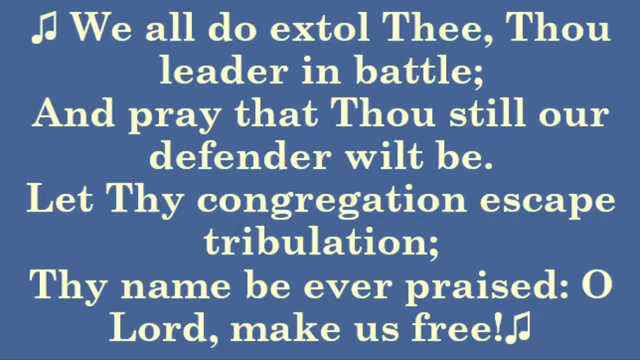 ♫ We all do extol Thee, Thou
leader in battle;
And pray that Thou still our
defender wilt be.
Let Thy congregation escape
tribulation;
Thy name be ever praised: O
Lord, make us free!♫